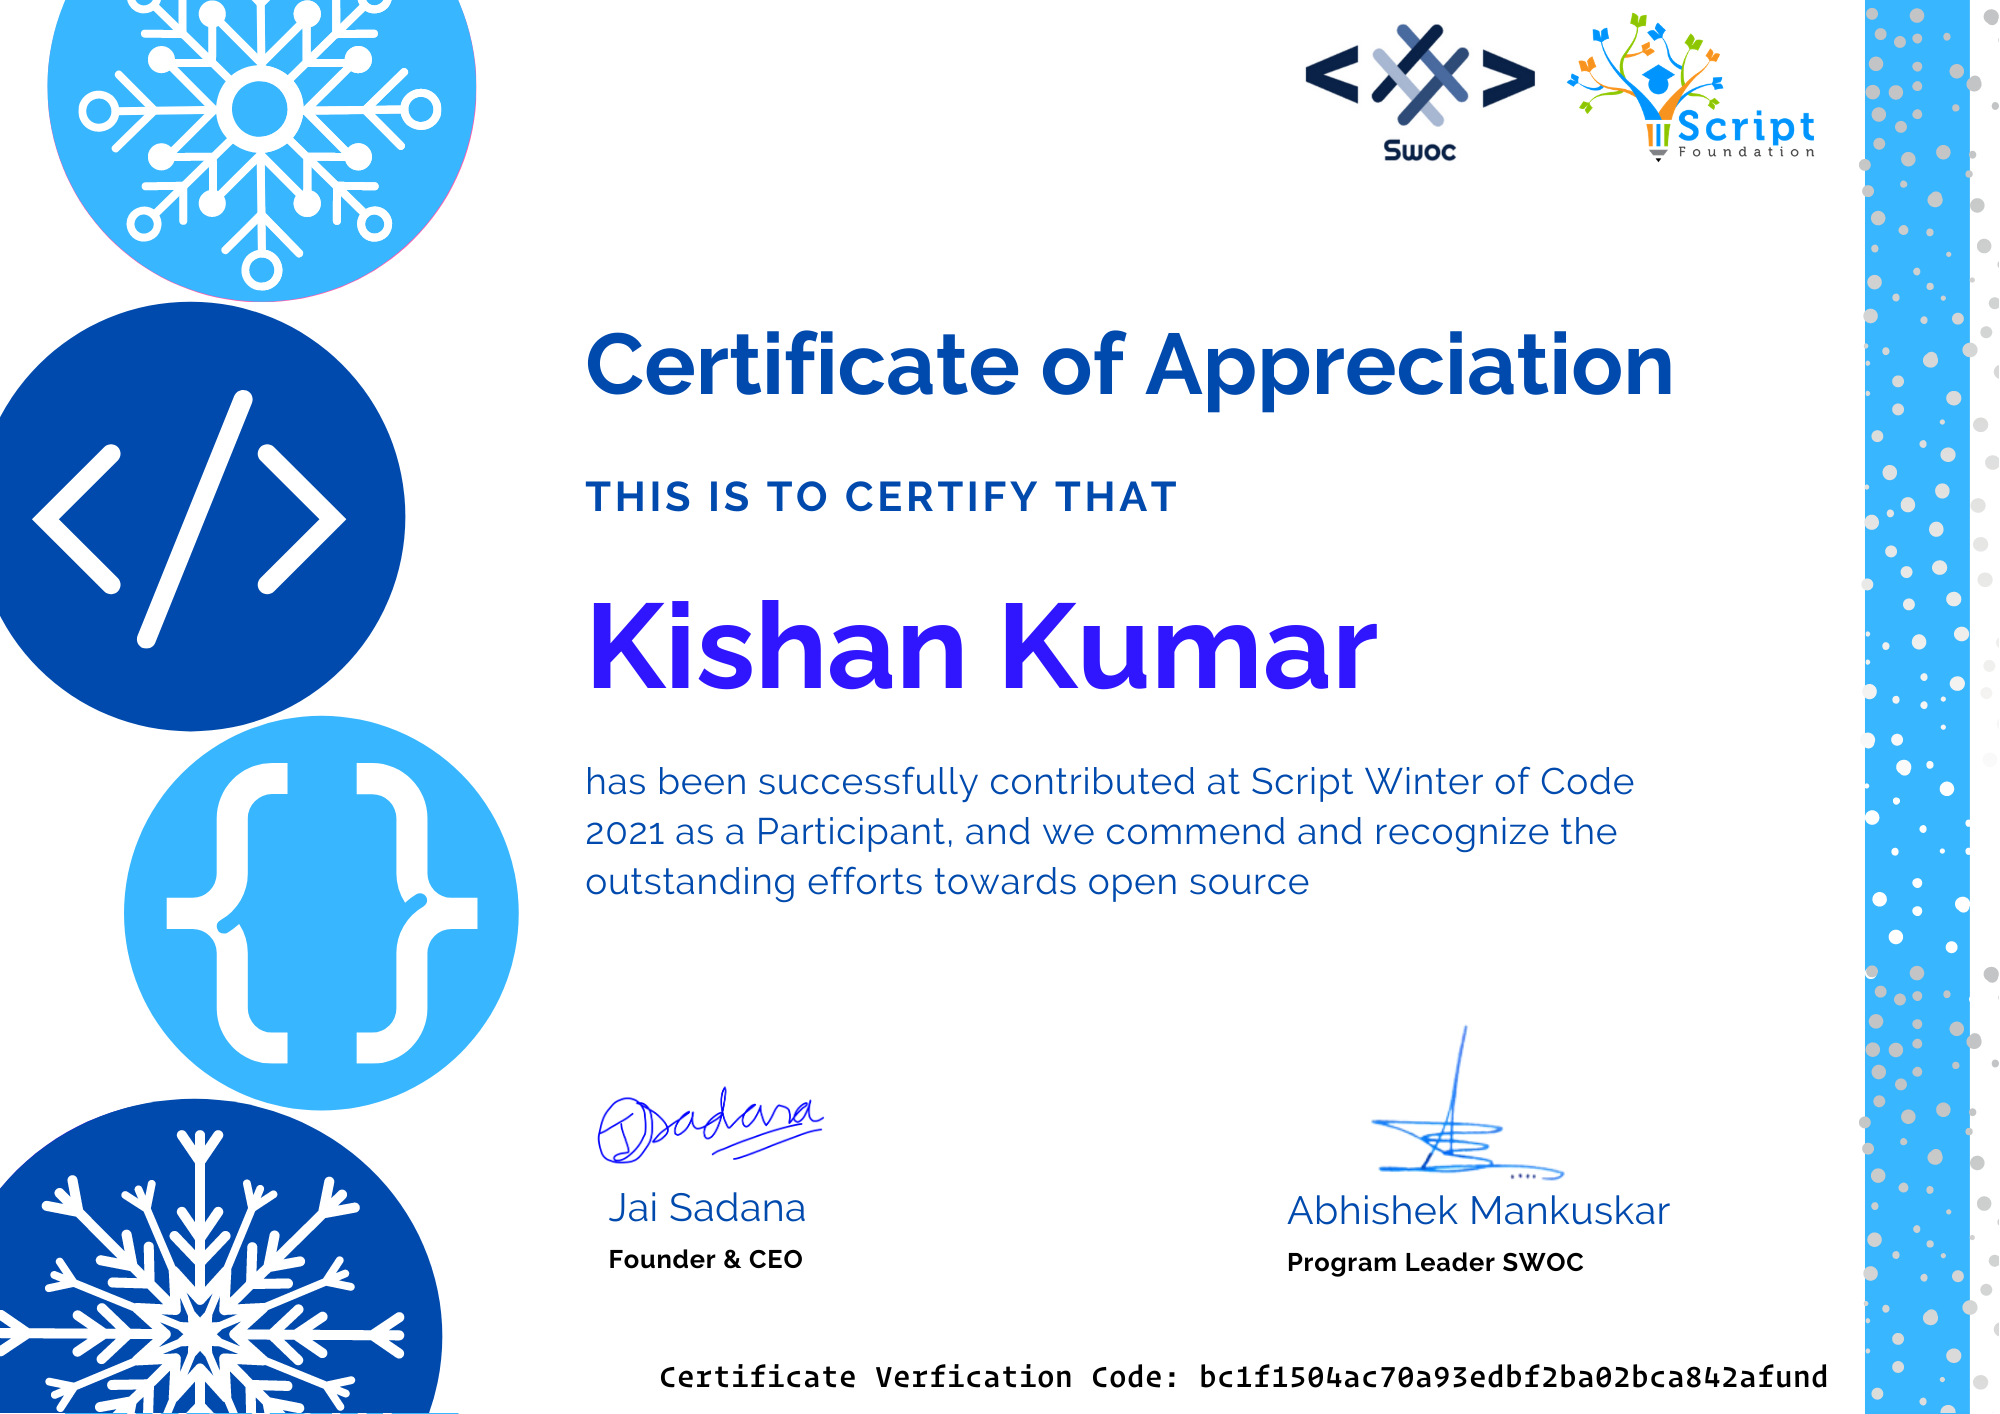 Swoc
Script
Foundation
Certificate of Appreciation
THIS IS TO CERTIFY THAT
Kishan Kumar
has been successfully contributed at Script Winter of Code
2021 as a Participant, and we commend and recognize the
outstanding efforts towards open source
JSadana
Jai Sadana
Founder & CEO
Abhishek Mankuskar
Program Leader SWOC
Certificate Verfication Code: bc1f1504ac70a93edbf2ba02bca842afund